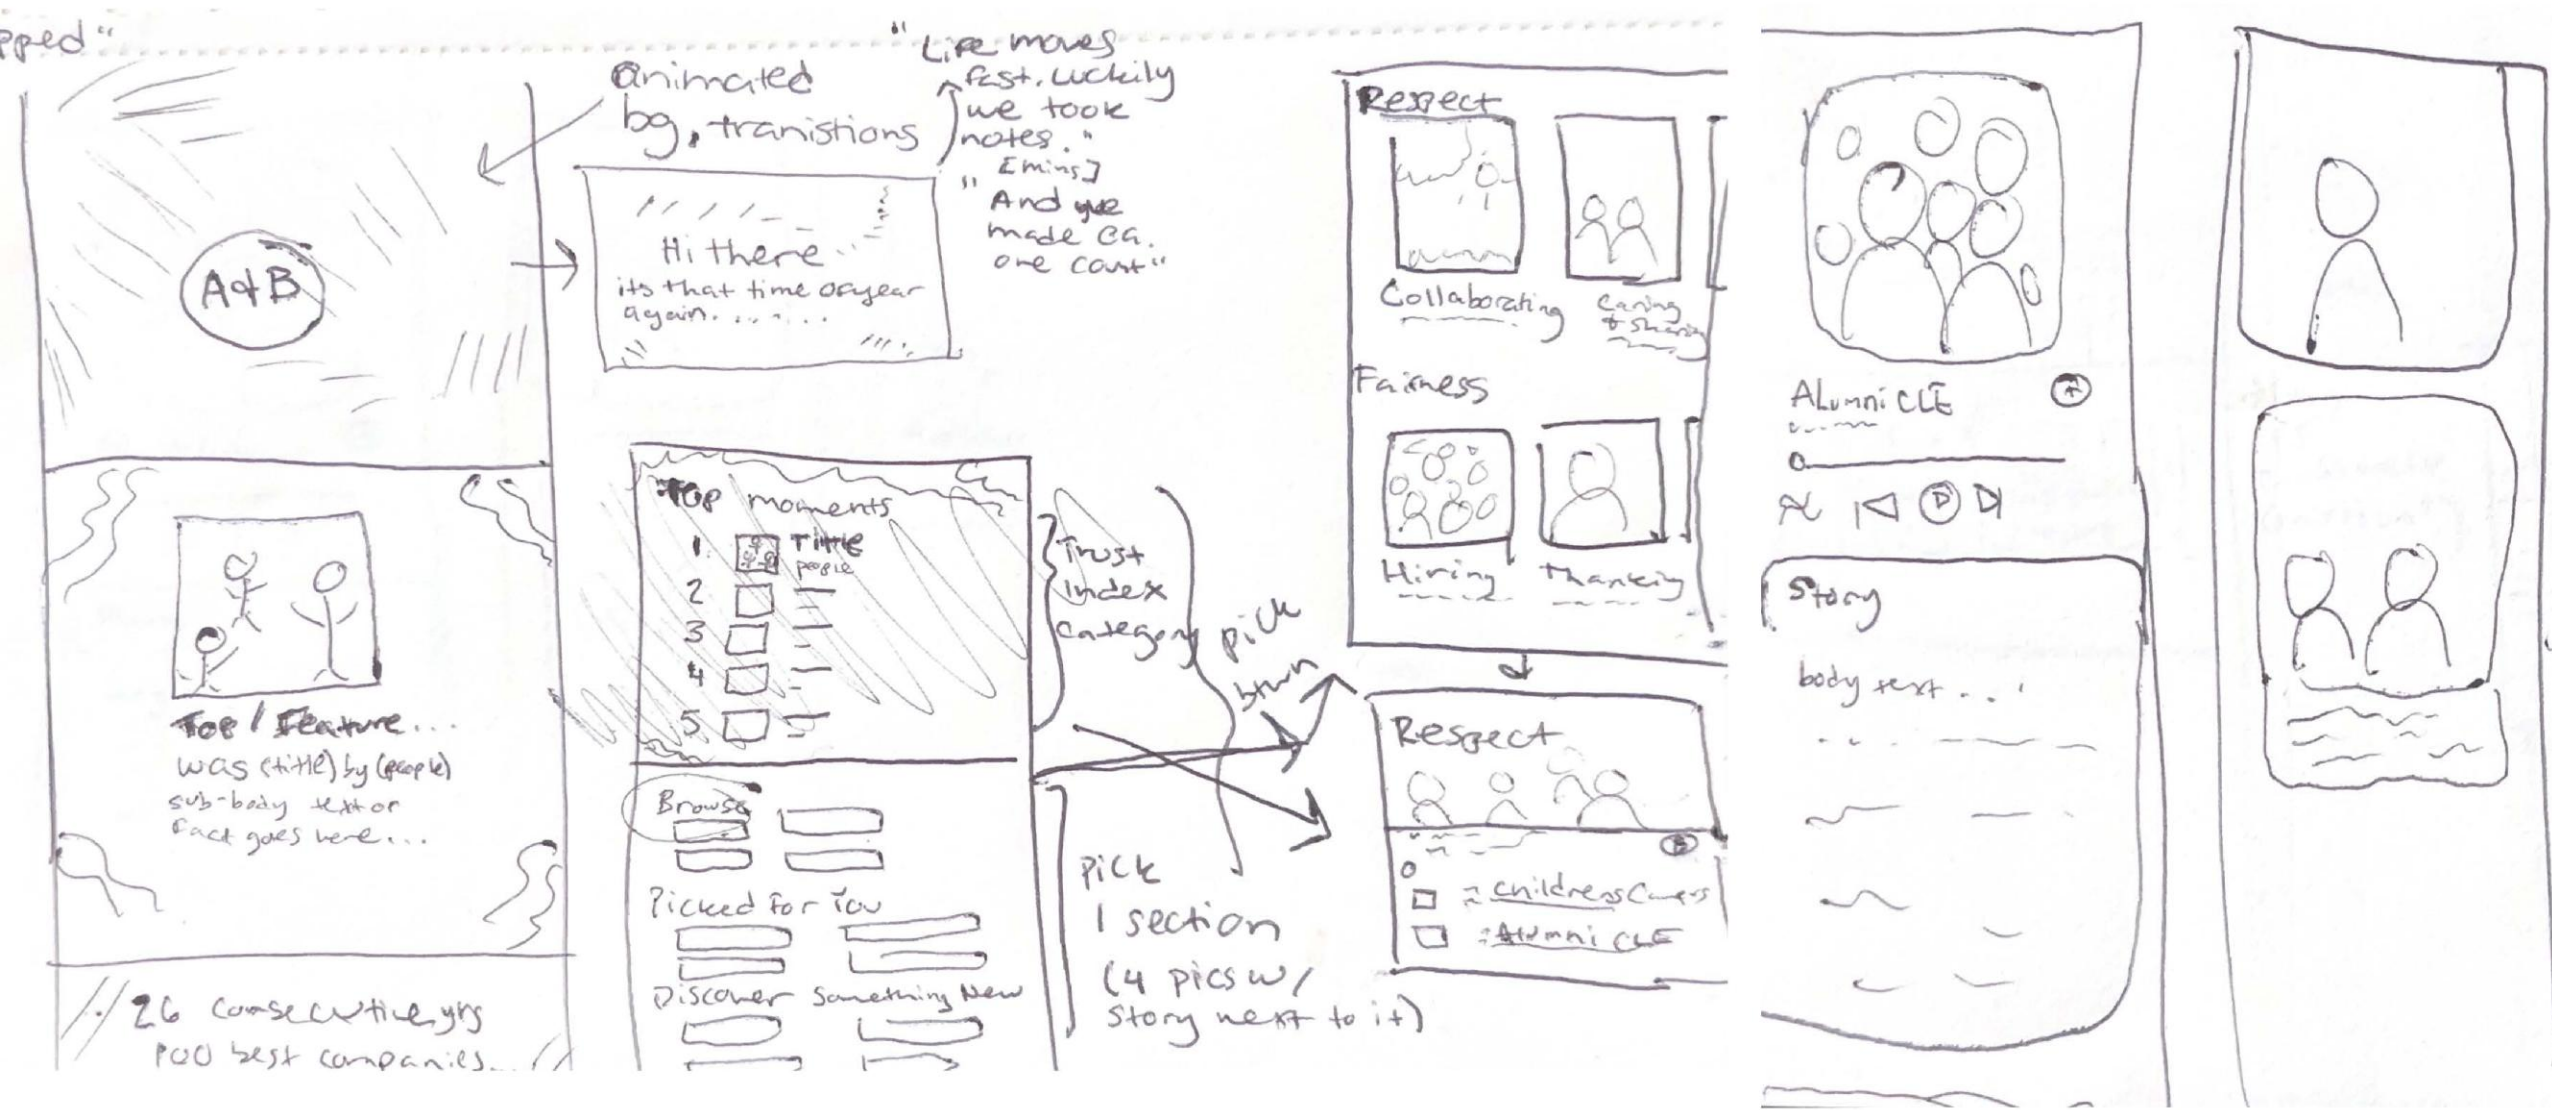 pped"
animated
bg, tranistions
"Life moves
fast. Luckily
we took
notes."
[mins]
"And we
made ea.
one count"
A&B
Hi there
its that time of year
again.......
Top 1 Feature...
was (title) by (people)
sub-body text or
fact goes here...
26 consecutive yrs
100 best companies...
Top moments
1. Title
people
2
3
4
5
Trust
Index
Category
Browse
Picked For You
Discover Something New
pick
btwn
Pick
1 section
(4 pics w/
story next to it)
Respect
Collaborating
Caring
& sharing
Fairness
Hiring
Thanking
Respect
Alumni CLE
Alumni CLE
Story
body text...